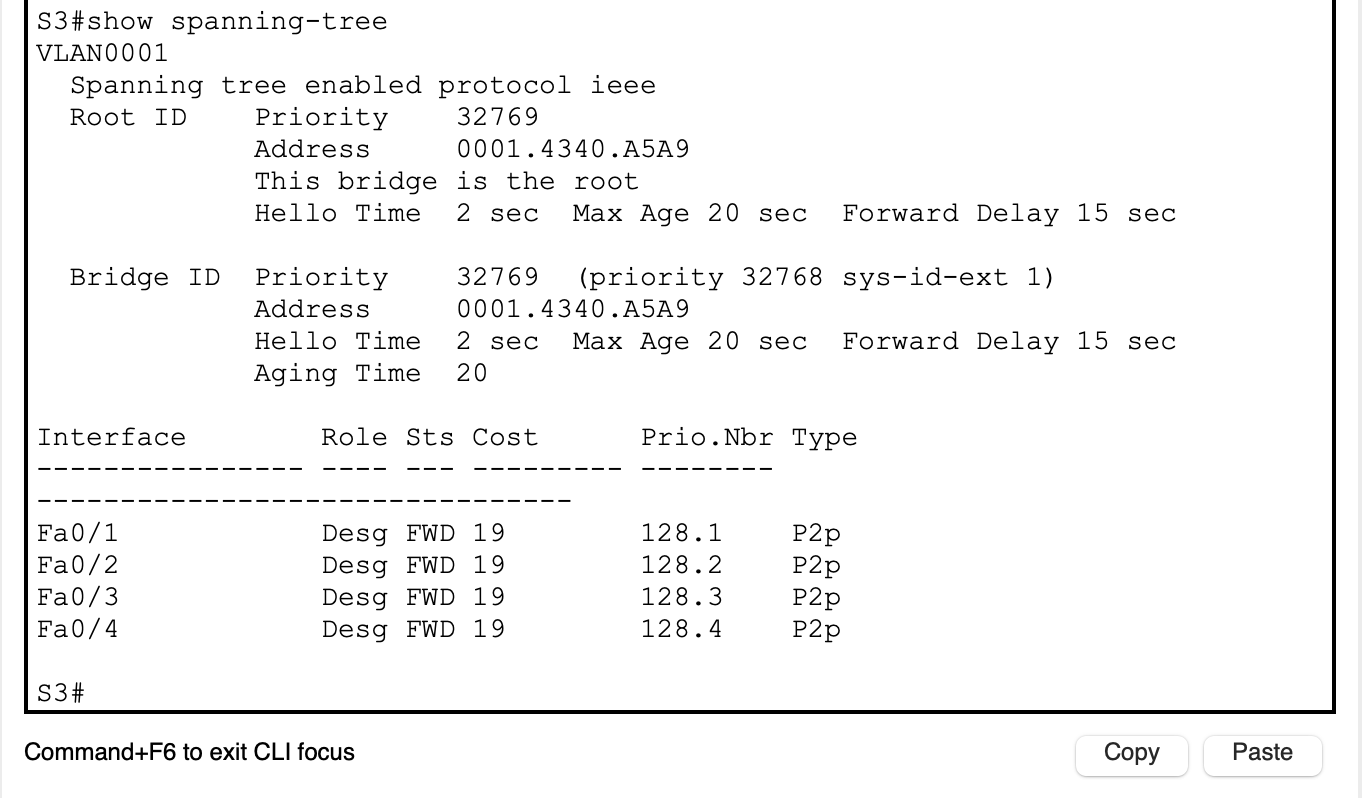 S3#show spanning-tree
VLAN0001
  Spanning tree enabled protocol ieee
  Root ID    Priority    32769
             Address     0001.4340.A5A9
             This bridge is the root
             Hello Time  2 sec  Max Age 20 sec  Forward Delay 15 sec

  Bridge ID  Priority    32769  (priority 32768 sys-id-ext 1)
             Address     0001.4340.A5A9
             Hello Time  2 sec  Max Age 20 sec  Forward Delay 15 sec
             Aging Time  20

Interface        Role Sts Cost      Prio.Nbr Type
---------------- ---- --- --------- --------
--------------------------------
Fa0/1            Desg FWD 19        128.1    P2p
Fa0/2            Desg FWD 19        128.2    P2p
Fa0/3            Desg FWD 19        128.3    P2p
Fa0/4            Desg FWD 19        128.4    P2p

S3#
Command+F6 to exit CLI focus Copy Paste